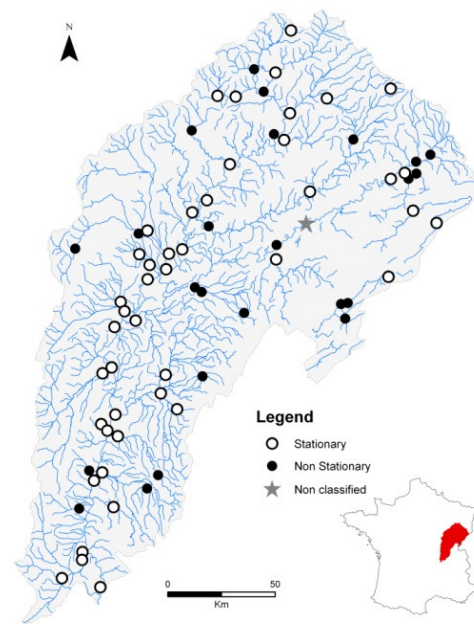 N
Legend
Stationary
Non Stationary
Non classified
0 50
Km